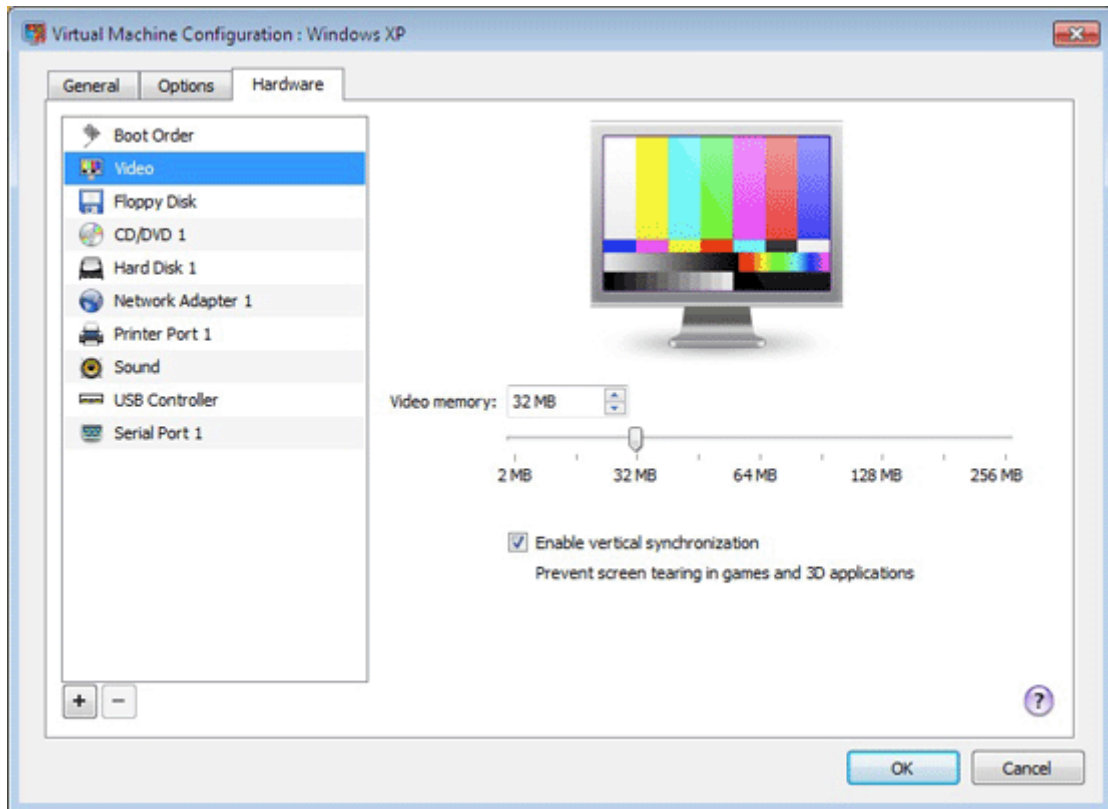 Virtual Machine Configuration : Windows XP
General Options Hardware
Boot Order
Video
Floppy Disk
CD/DVD 1
Hard Disk 1
Network Adapter 1
Printer Port 1
Sound
USB Controller
Serial Port 1
Video memory: 32 MB
2 MB 32 MB 64 MB 128 MB 256 MB
Enable vertical synchronization
Prevent screen tearing in games and 3D applications
+ − ?
OK Cancel